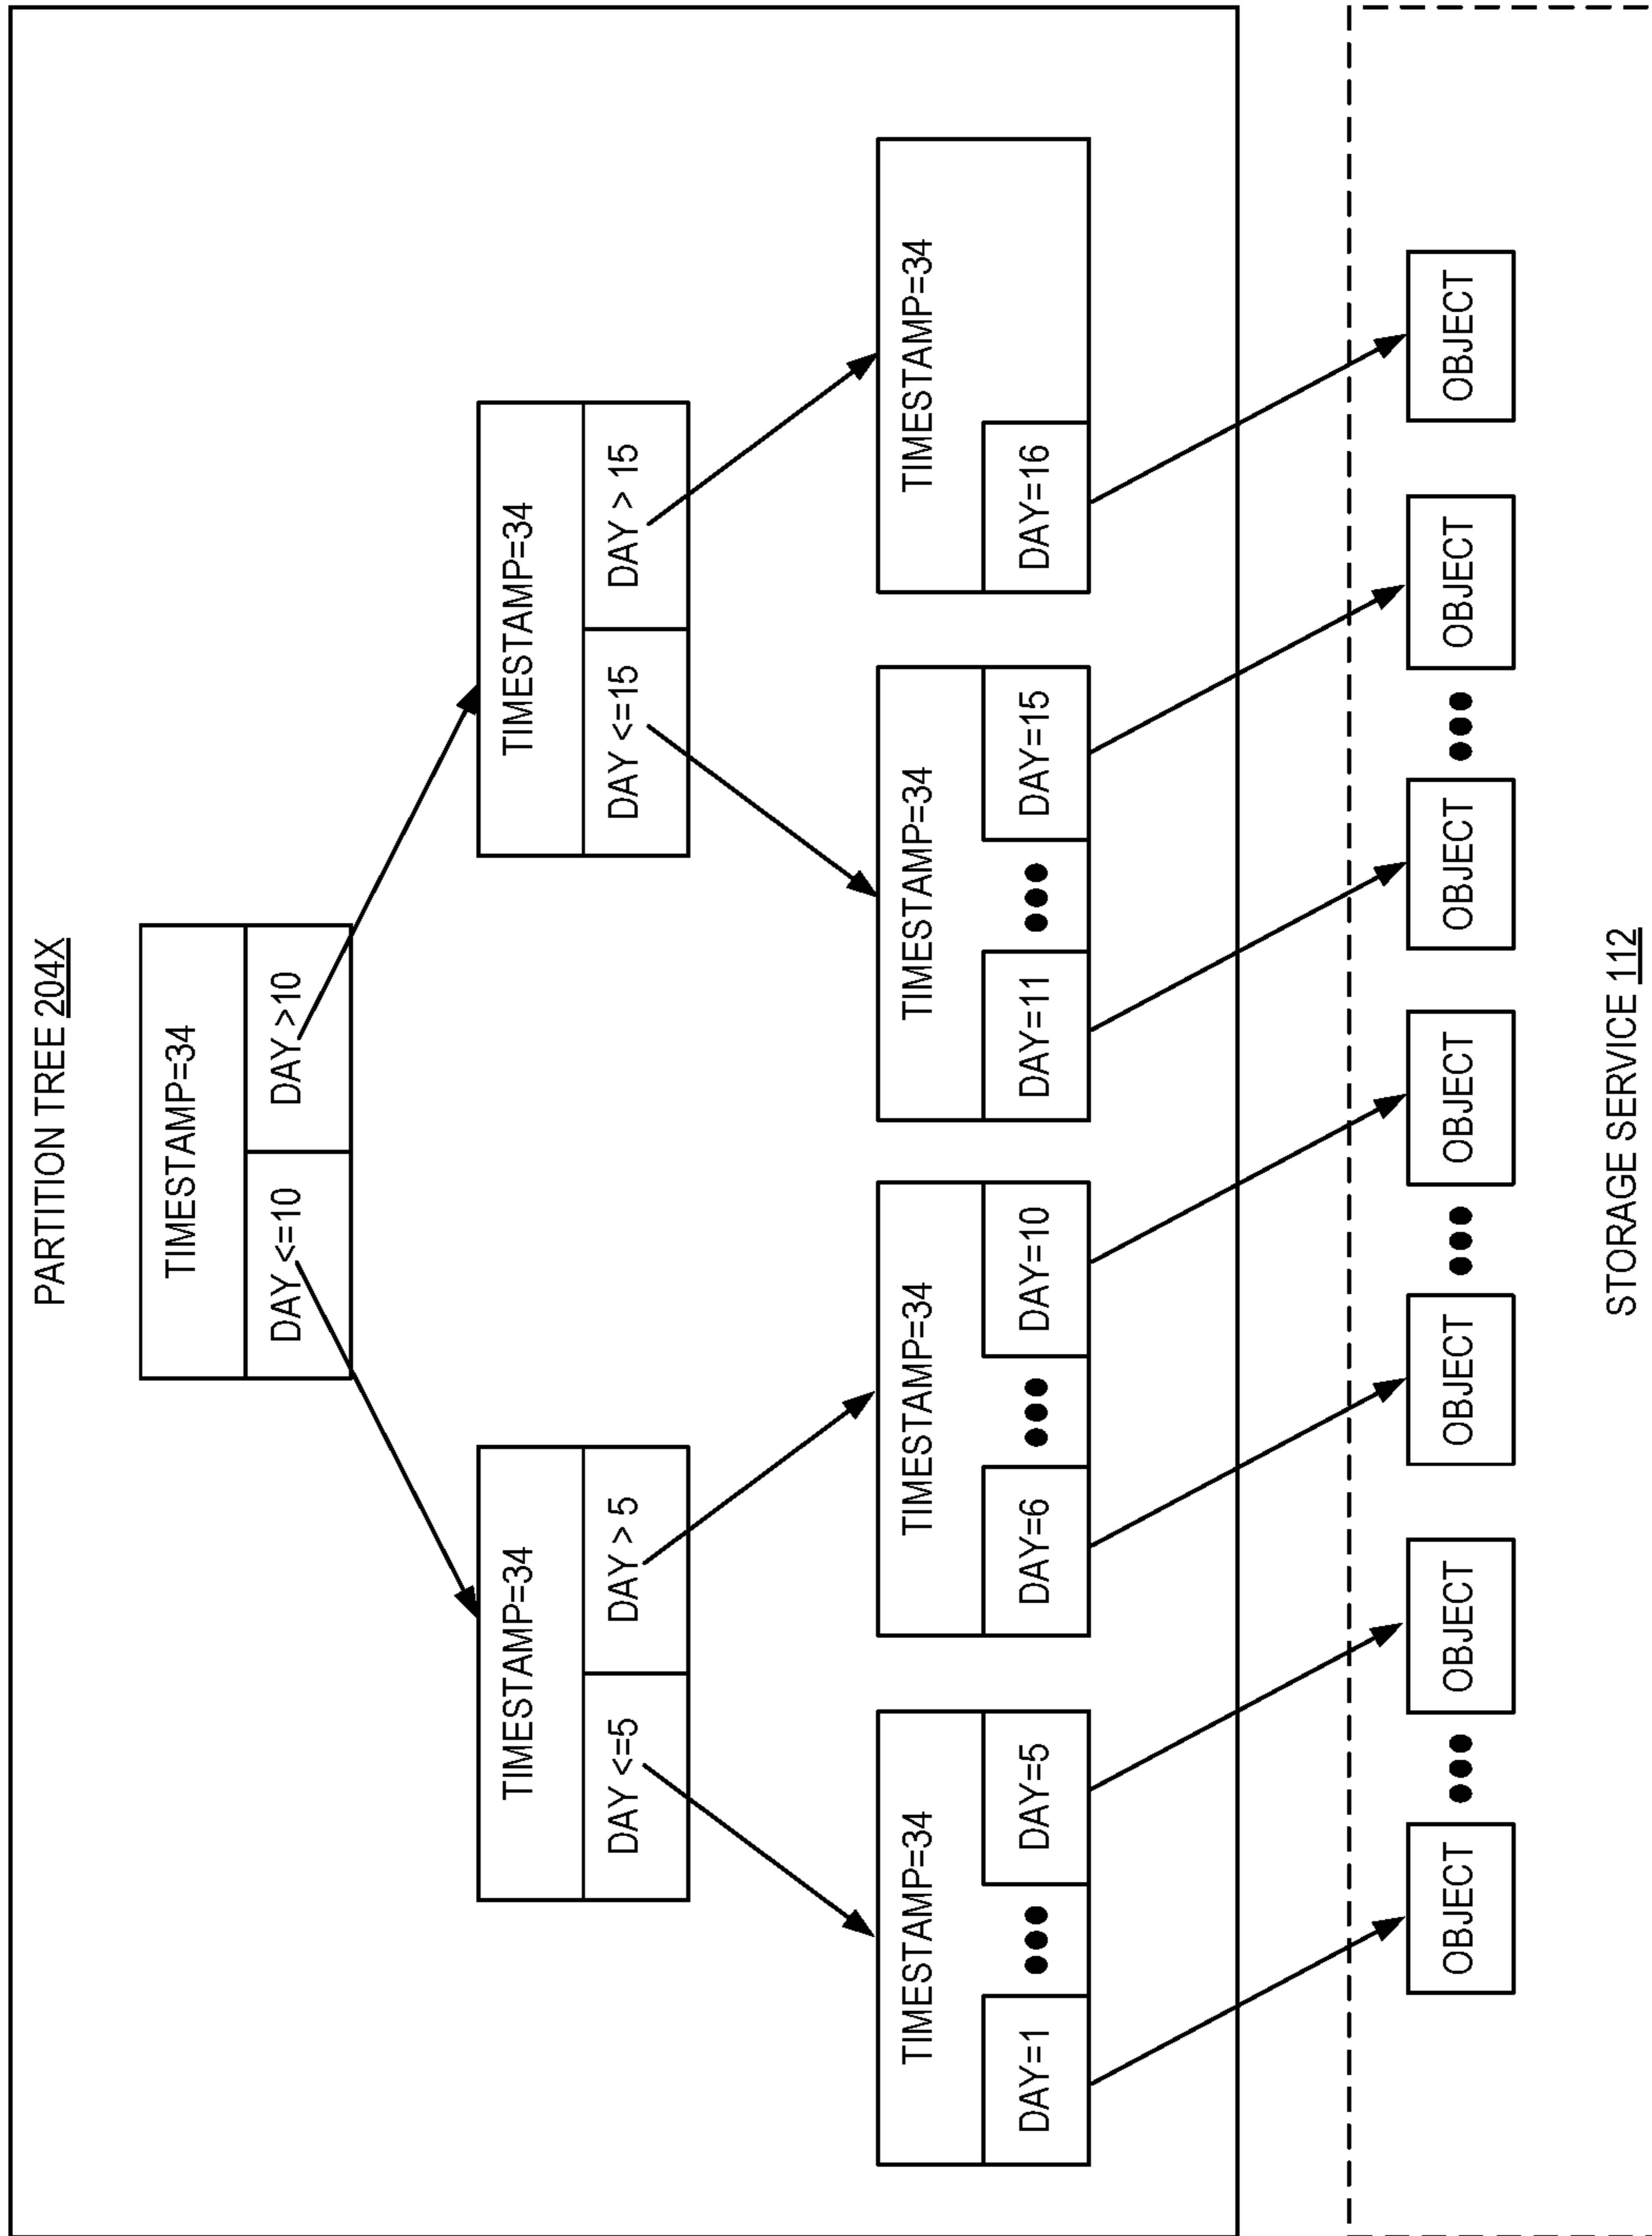 PARTITION TREE 204X
TIMESTAMP=34
DAY <=10
DAY >10
TIMESTAMP=34
DAY <=5
DAY > 5
TIMESTAMP=34
DAY <=15
DAY > 15
TIMESTAMP=34
DAY=1
DAY=5
TIMESTAMP=34
DAY=6
DAY=10
TIMESTAMP=34
DAY=11
DAY=15
TIMESTAMP=34
DAY=16
OBJECT
OBJECT
OBJECT
OBJECT
OBJECT
OBJECT
OBJECT
STORAGE SERVICE 112